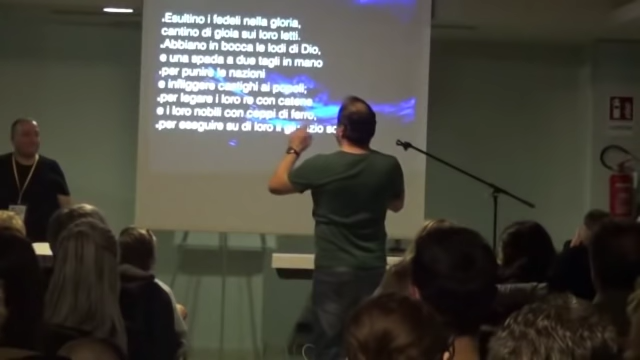 .Esultino i fedeli nella gloria,
cantino di gioia sui loro letti.
.Abbiano in bocca le lodi di Dio,
e una spada a due tagli in mano
.per punire le nazioni
e infliggere castighi ai popoli;
.per legare i loro re con catene
e i loro nobili con ceppi di ferro,
.per eseguire su di loro il